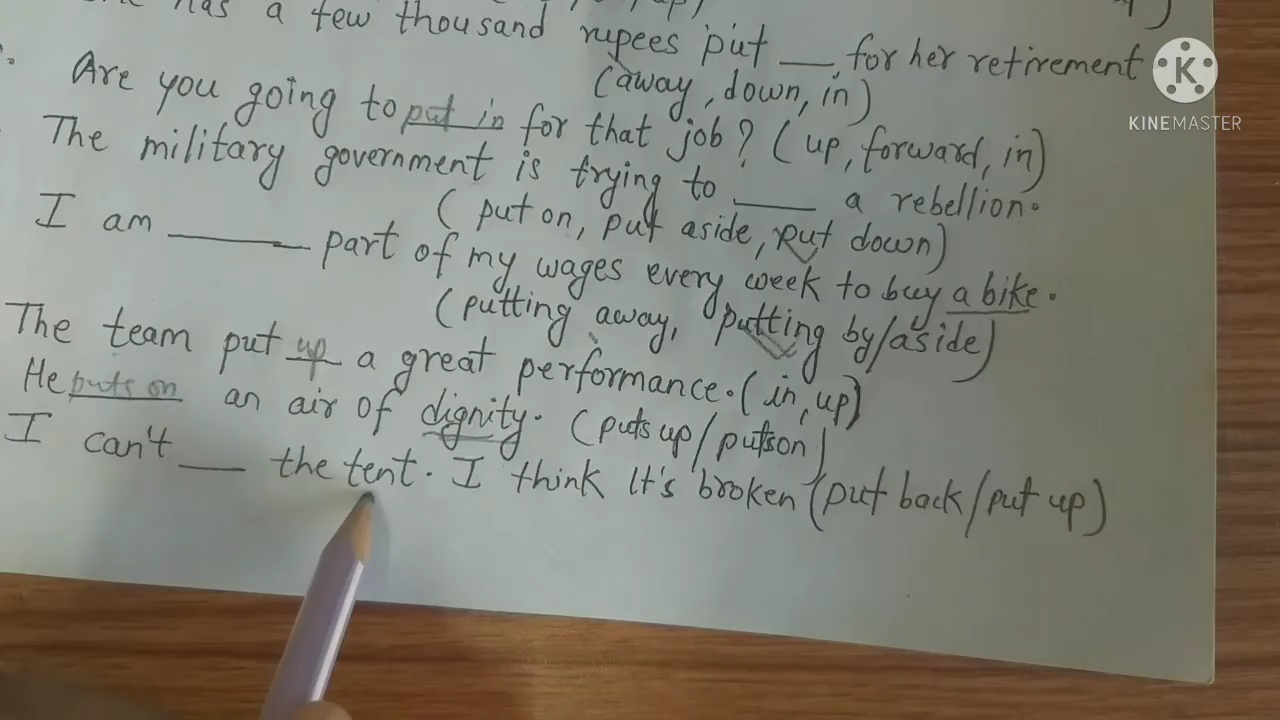 has a few thousand rupees put __ for her retirement
(away, down, in)
Are you going to put in for that job? (up, forward, in)
The military government is trying to ____ a rebellion.
(put on, put aside, put down)
I am ______ part of my wages every week to buy a bike.
(putting away, putting by/aside)
The team put up a great performance. (in, up)
He puts on an air of dignity. (puts up/putson)
I can't ___ the tent. I think It's broken (put back/put up)
K
KINEMASTER